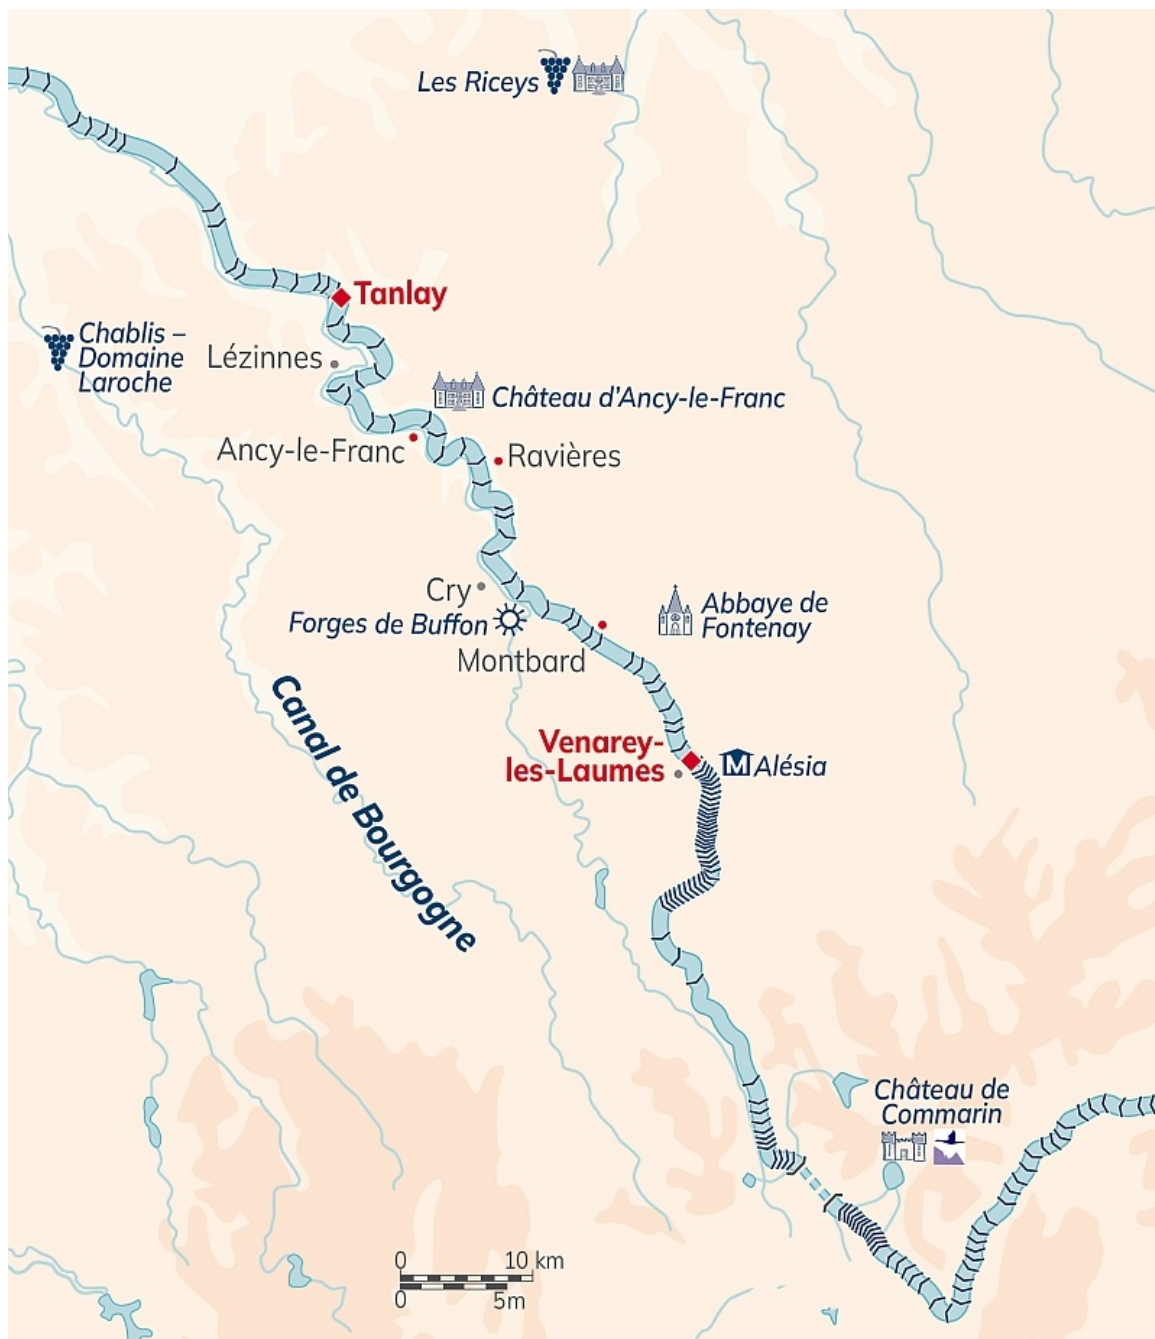 Les Riceys
Tanlay
Chablis –
Domaine
Laroche
Lézinnes
Château d'Ancy-le-Franc
Ancy-le-Franc
Ravières
Cry
Forges de Buffon
Abbaye de
Fontenay
Montbard
Canal de Bourgogne
Venarey-
les-Laumes
M
Alésia
Château de
Commarin
0 10 km
0 5m